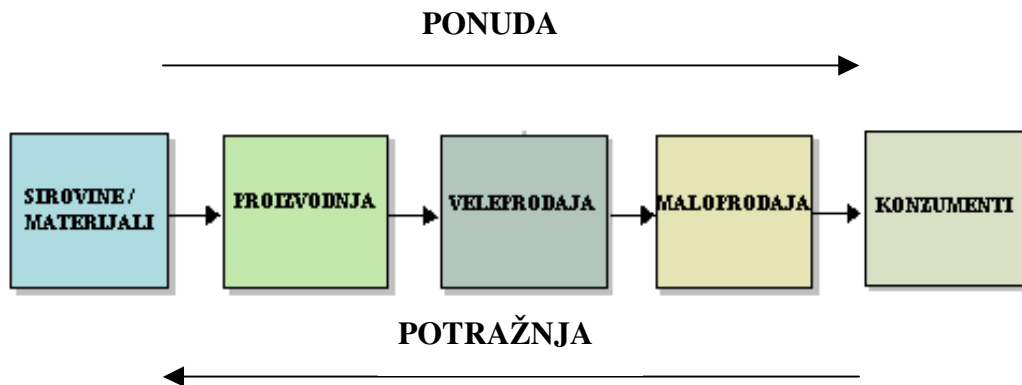 PONUDA
SIROVINE /
MATERIJALI
PROIZVODNJA
VELEPRODAJA
MALOPRODAJA
KONZUMENTI
POTRAŽNJA